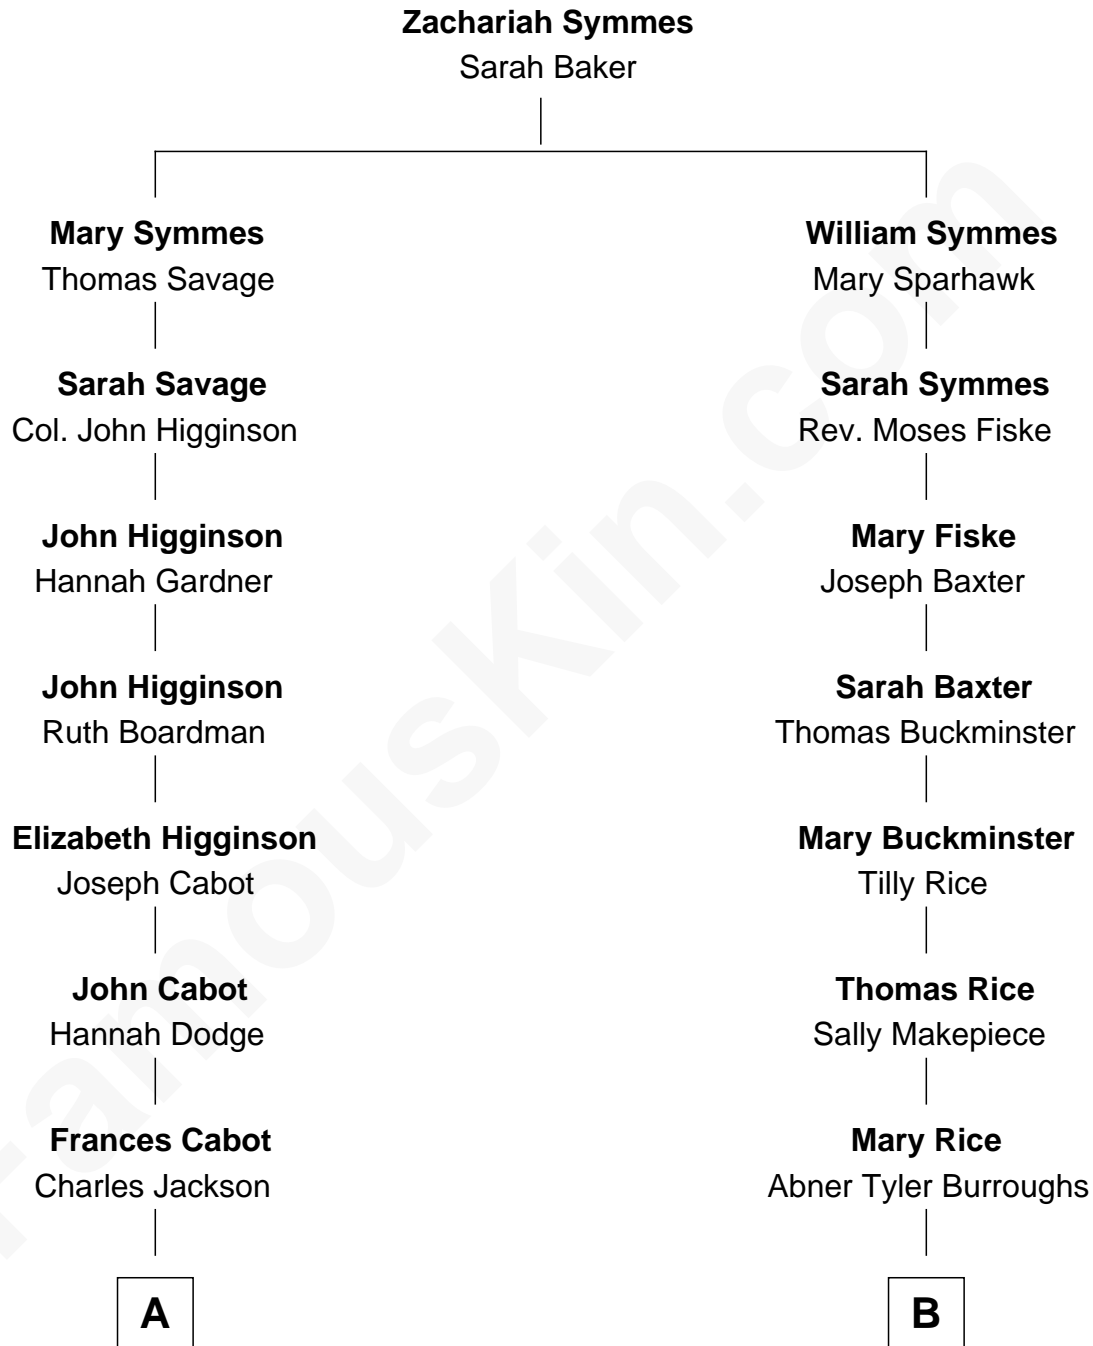 Zachariah Symmes
Sarah Baker
Mary Symmes
Thomas Savage
William Symmes
Mary Sparhawk
Sarah Savage
Col. John Higginson
Sarah Symmes
Rev. Moses Fiske
John Higginson
Hannah Gardner
Mary Fiske
Joseph Baxter
John Higginson
Ruth Boardman
Sarah Baxter
Thomas Buckminster
Elizabeth Higginson
Joseph Cabot
Mary Buckminster
Tilly Rice
John Cabot
Hannah Dodge
Thomas Rice
Sally Makepiece
Frances Cabot
Charles Jackson
Mary Rice
Abner Tyler Burroughs
A
B
FamousKin.com